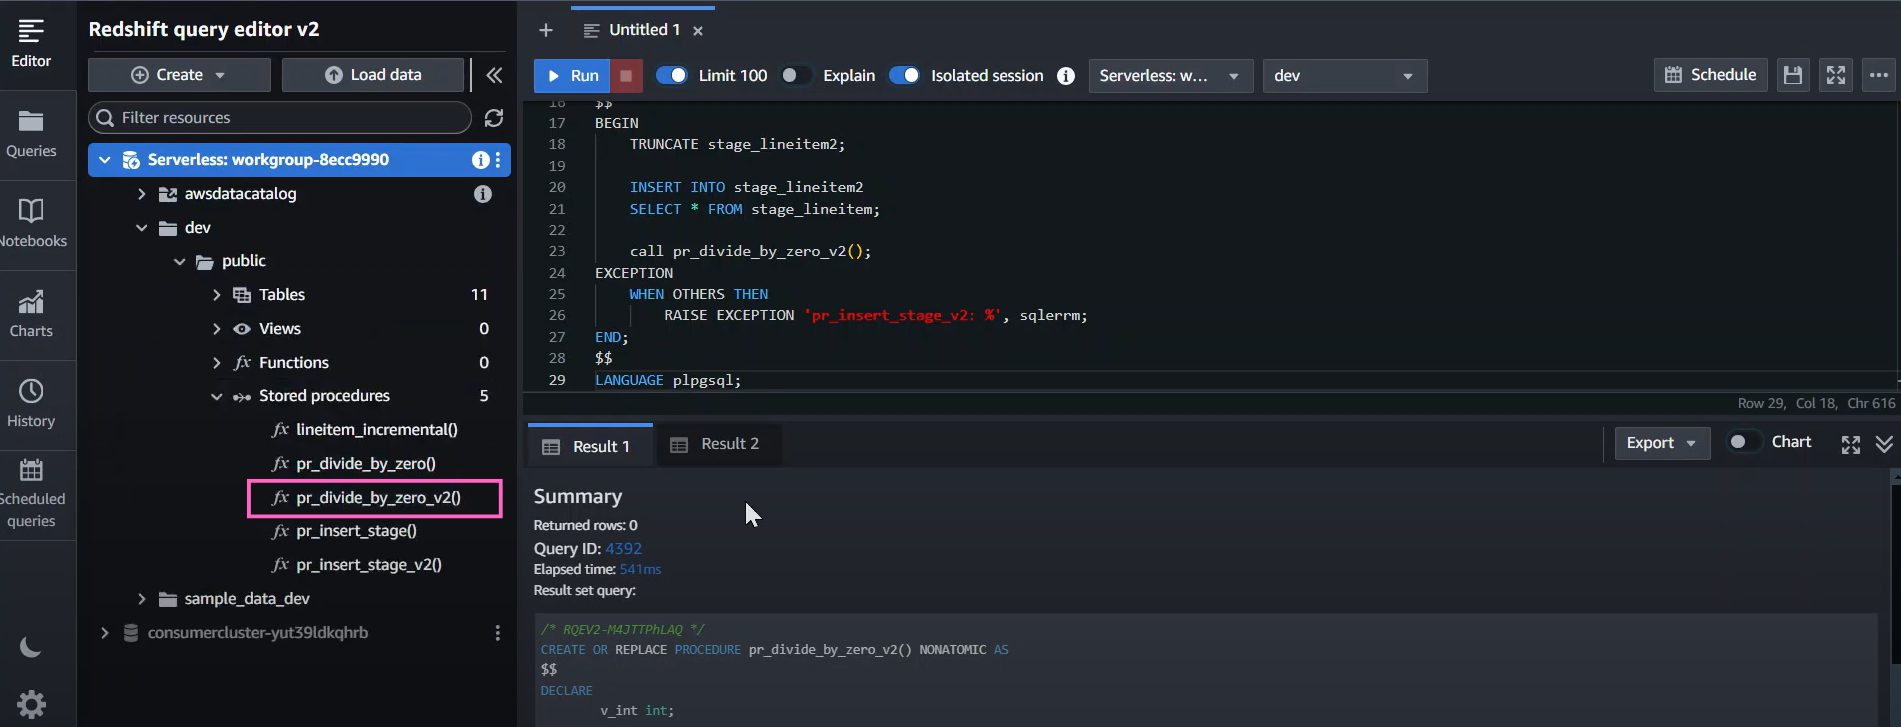 Editor
Queries
Notebooks
Charts
History
Scheduled
queries
Redshift query editor v2
Create
Load data
Filter resources
Serverless: workgroup-8ecc9990
awsdatacatalog
dev
public
Tables 11
Views 0
fx Functions 0
Stored procedures 5
fx lineitem_incremental()
fx pr_divide_by_zero()
fx pr_divide_by_zero_v2()
fx pr_insert_stage()
fx pr_insert_stage_v2()
sample_data_dev
consumercluster-yut39ldkqhrb
+ Untitled 1 ×
Run Limit 100 Explain Isolated session Serverless: w... dev Schedule
16 $$
17 BEGIN
18 TRUNCATE stage_lineitem2;
19
20 INSERT INTO stage_lineitem2
21 SELECT * FROM stage_lineitem;
22
23 call pr_divide_by_zero_v2();
24 EXCEPTION
25 WHEN OTHERS THEN
26 RAISE EXCEPTION 'pr_insert_stage_v2: %', sqlerrm;
27 END;
28 $$
29 LANGUAGE plpgsql;
Row 29, Col 18, Chr 616
Result 1 Result 2 Export Chart
Summary
Returned rows: 0
Query ID: 4392
Elapsed time: 541ms
Result set query:
/* RQEV2-M4JTTPhLAQ */
CREATE OR REPLACE PROCEDURE pr_divide_by_zero_v2() NONATOMIC AS
$$
DECLARE
v_int int;